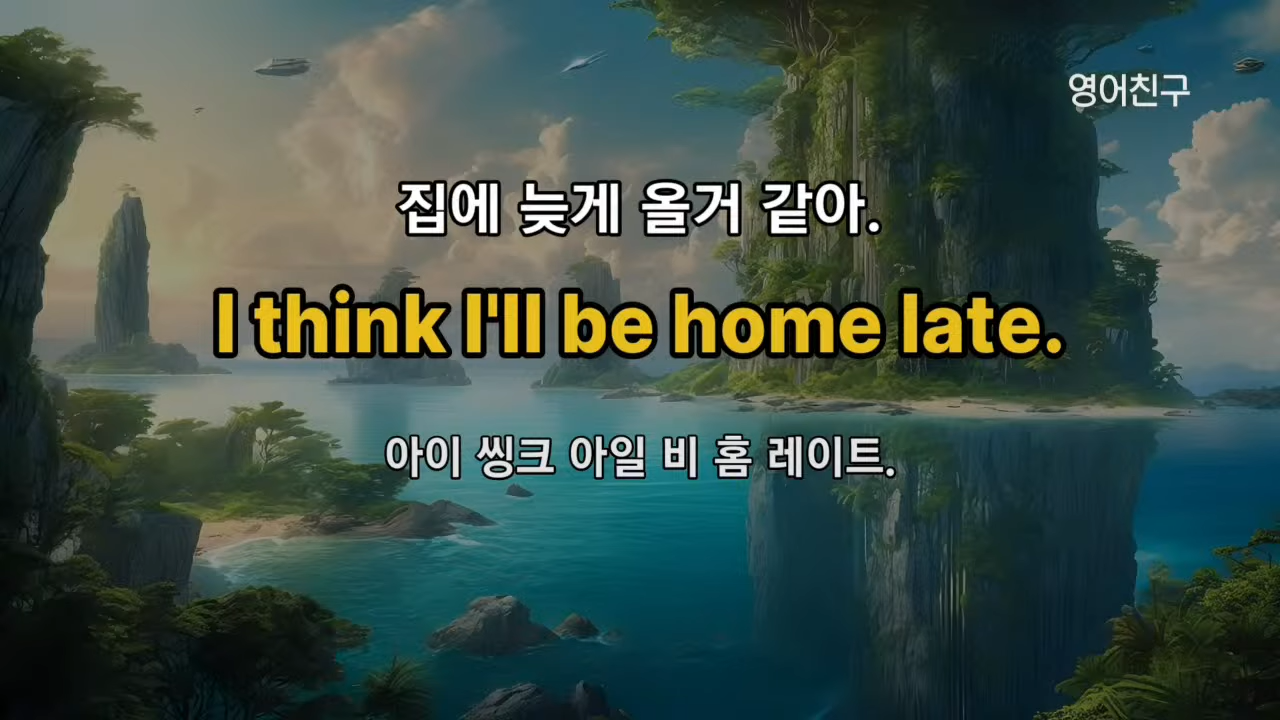 영어친구
집에 늦게 올거 같아.
I think I'll be home late.
아이 씽크 아일 비 홈 레이트.